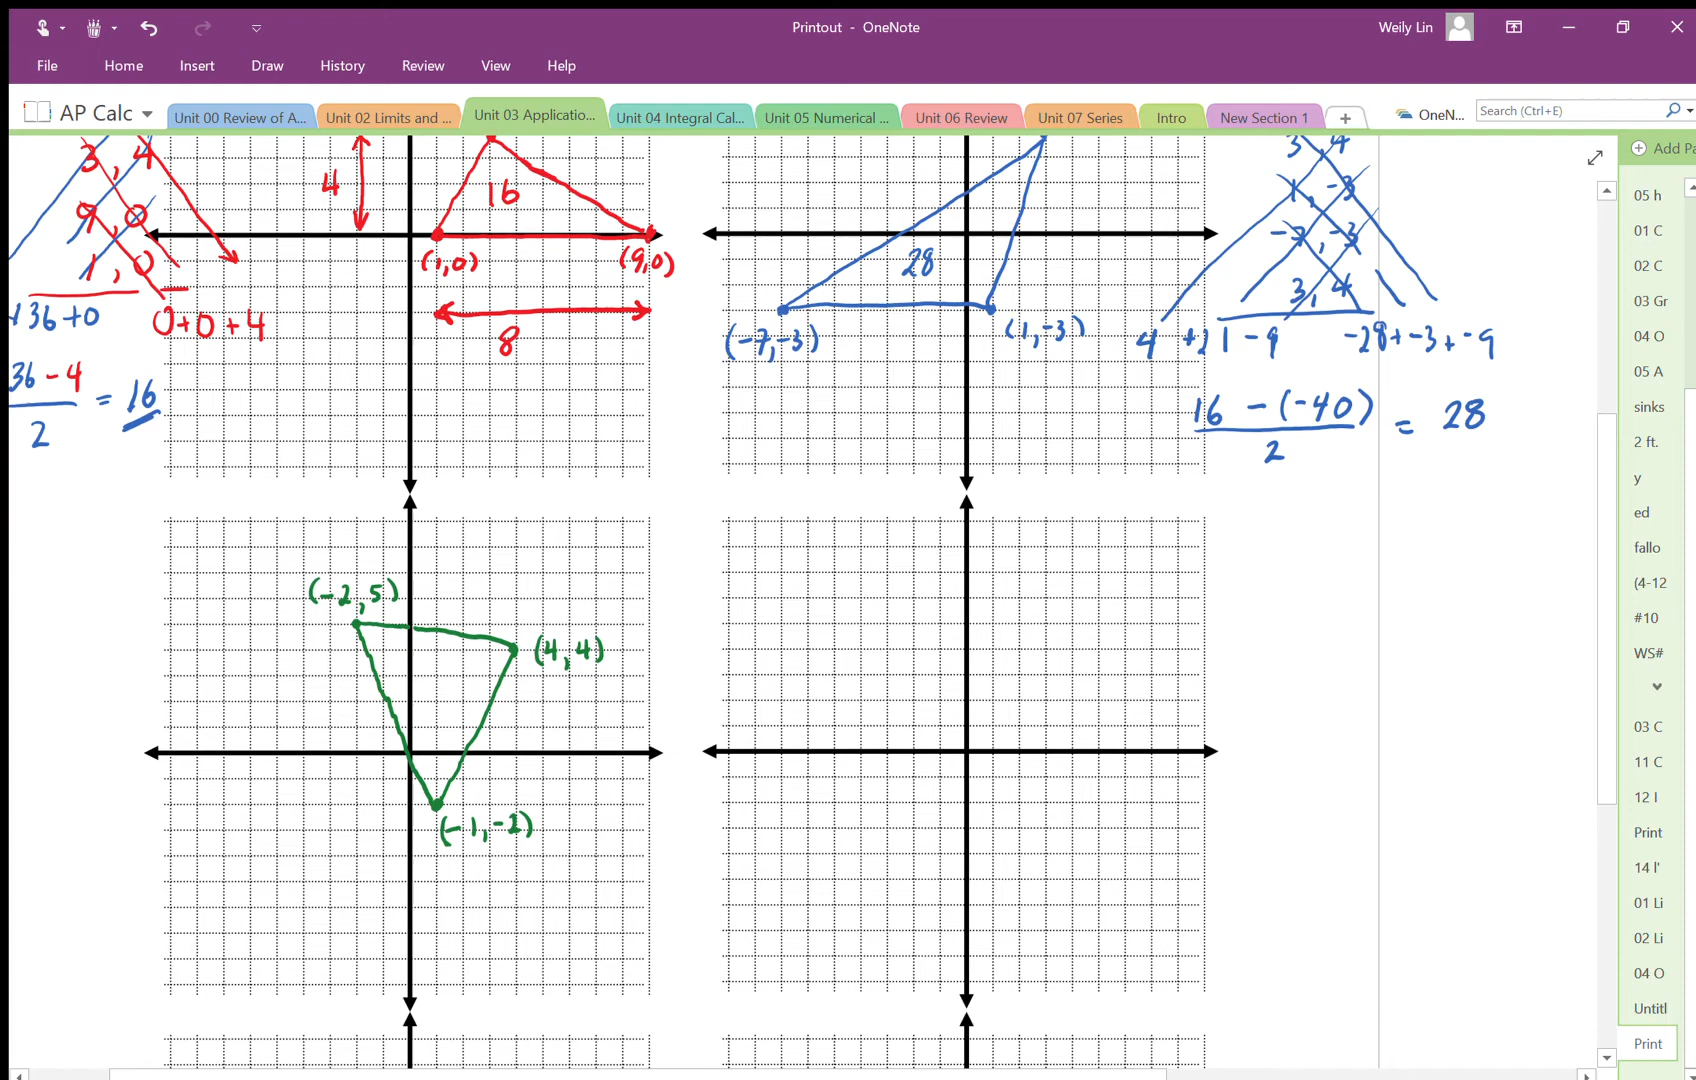 Printout - OneNote
Weily Lin
File Home Insert Draw History Review View Help
AP Calc
Unit 00 Review of A...
Unit 02 Limits and ...
Unit 03 Applicatio...
Unit 04 Integral Cal...
Unit 05 Numerical ...
Unit 06 Review
Unit 07 Series
Intro
New Section 1
+
OneN...
Search (Ctrl+E)
3, 4
9, 0
1, 0
+36+0
0+0+4
36-4
2
= 16
4
16
(1,0)
(9,0)
8
28
(-7,-3)
(1,-3)
3 4
1, -3
-7, -3
3, 4
4 +21 -9
-28+-3+-9
16 -(-40)
2
= 28
(-2,5)
(4,4)
(-1,-2)
Add Pa
05 h
01 C
02 C
03 Gr
04 O
05 A
sinks
2 ft.
y
ed
fallo
(4-12
#10
WS#
03 C
11 C
12 I
Print
14 l'
01 Li
02 Li
04 O
Untitl
Print